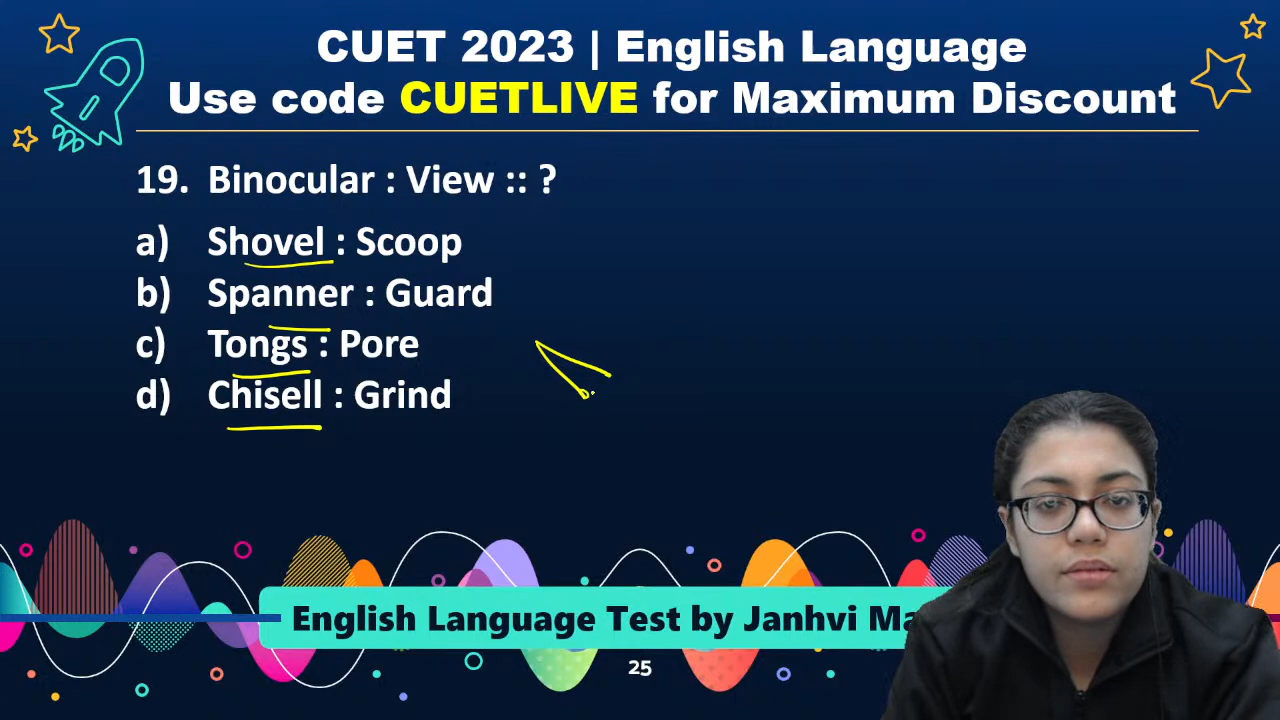 CUET 2023 | English Language
Use code CUETLIVE for Maximum Discount
19. Binocular : View :: ?
a) Shovel : Scoop
b) Spanner : Guard
c) Tongs : Pore
d) Chisell : Grind
English Language Test by Janhvi
25